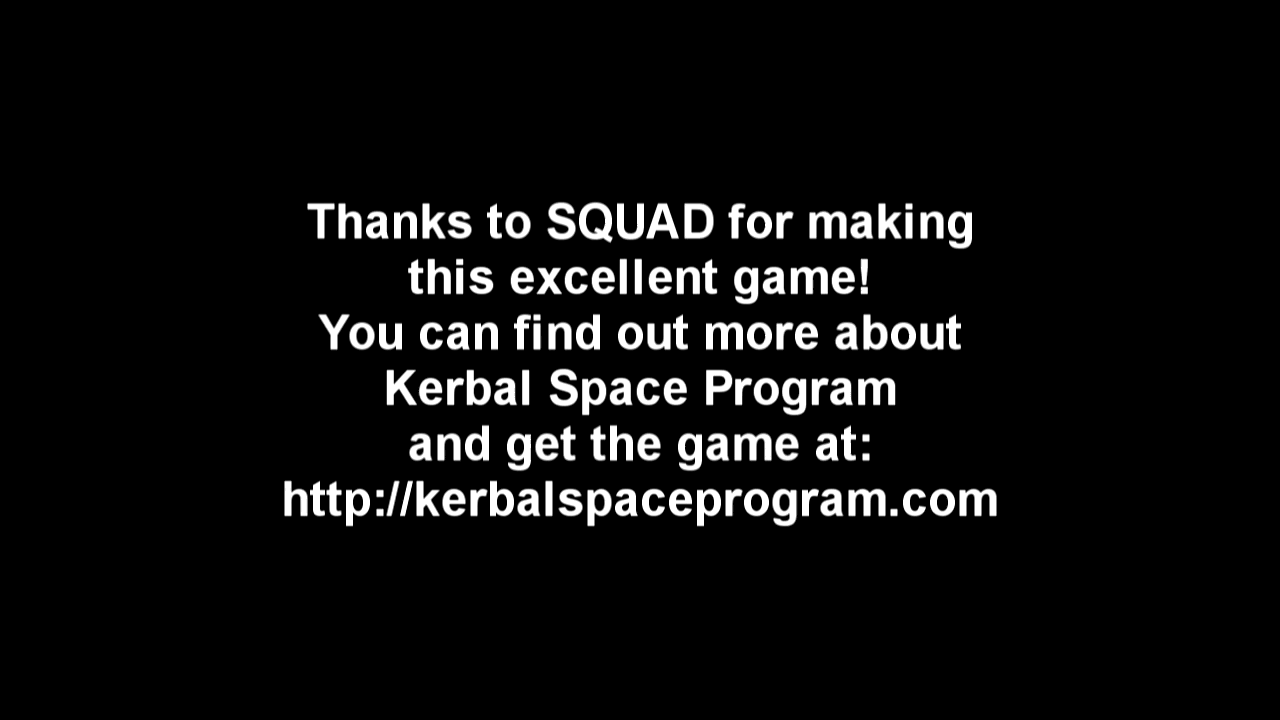 Thanks to SQUAD for making
this excellent game!
You can find out more about
Kerbal Space Program
and get the game at:
http://kerbalspaceprogram.com